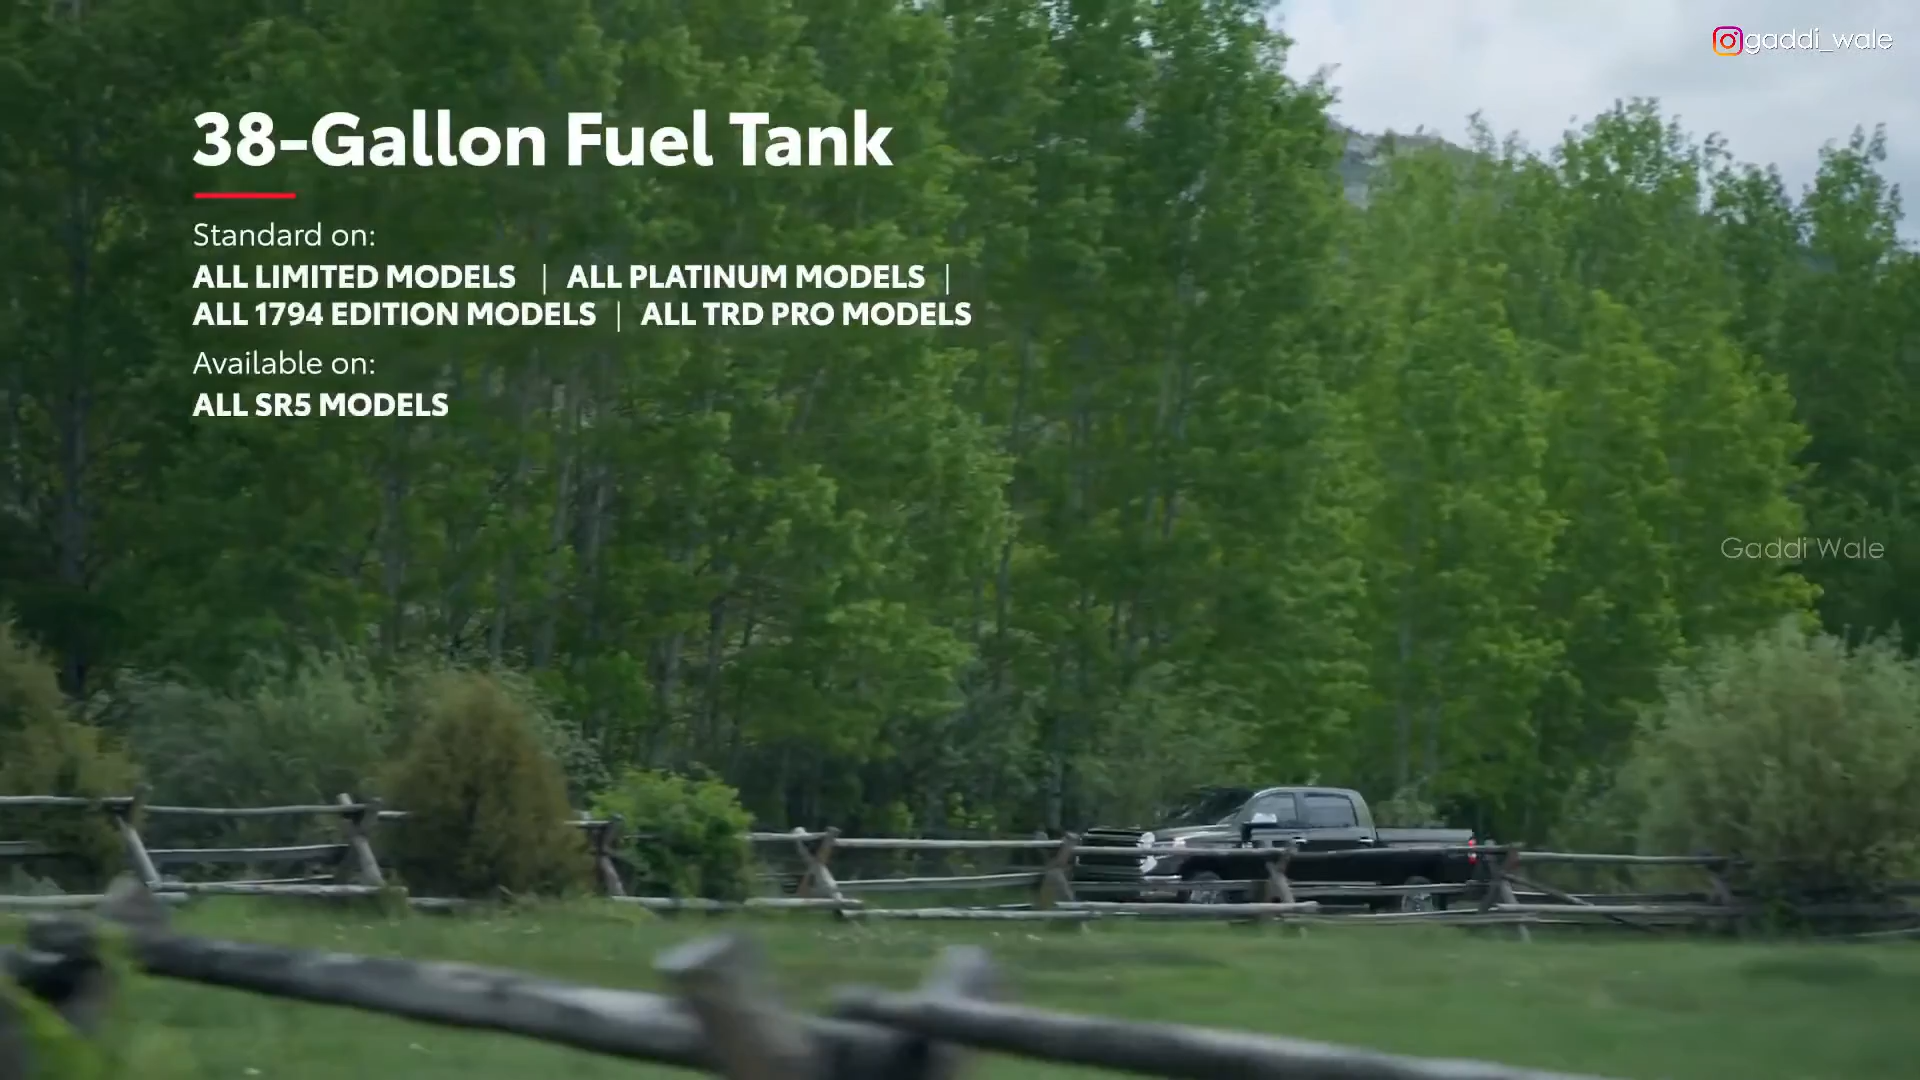 gaddi_wale
38-Gallon Fuel Tank
Standard on:
ALL LIMITED MODELS | ALL PLATINUM MODELS |
ALL 1794 EDITION MODELS | ALL TRD PRO MODELS
Available on:
ALL SR5 MODELS
Gaddi Wale